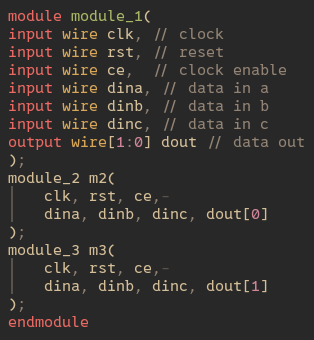 module module_1(
input wire clk, // clock
input wire rst, // reset
input wire ce,  // clock enable
input wire dina, // data in a
input wire dinb, // data in b
input wire dinc, // data in c
output wire[1:0] dout // data out
);
module_2 m2(
    clk, rst, ce,-
    dina, dinb, dinc, dout[0]
);
module_3 m3(
    clk, rst, ce,-
    dina, dinb, dinc, dout[1]
);
endmodule